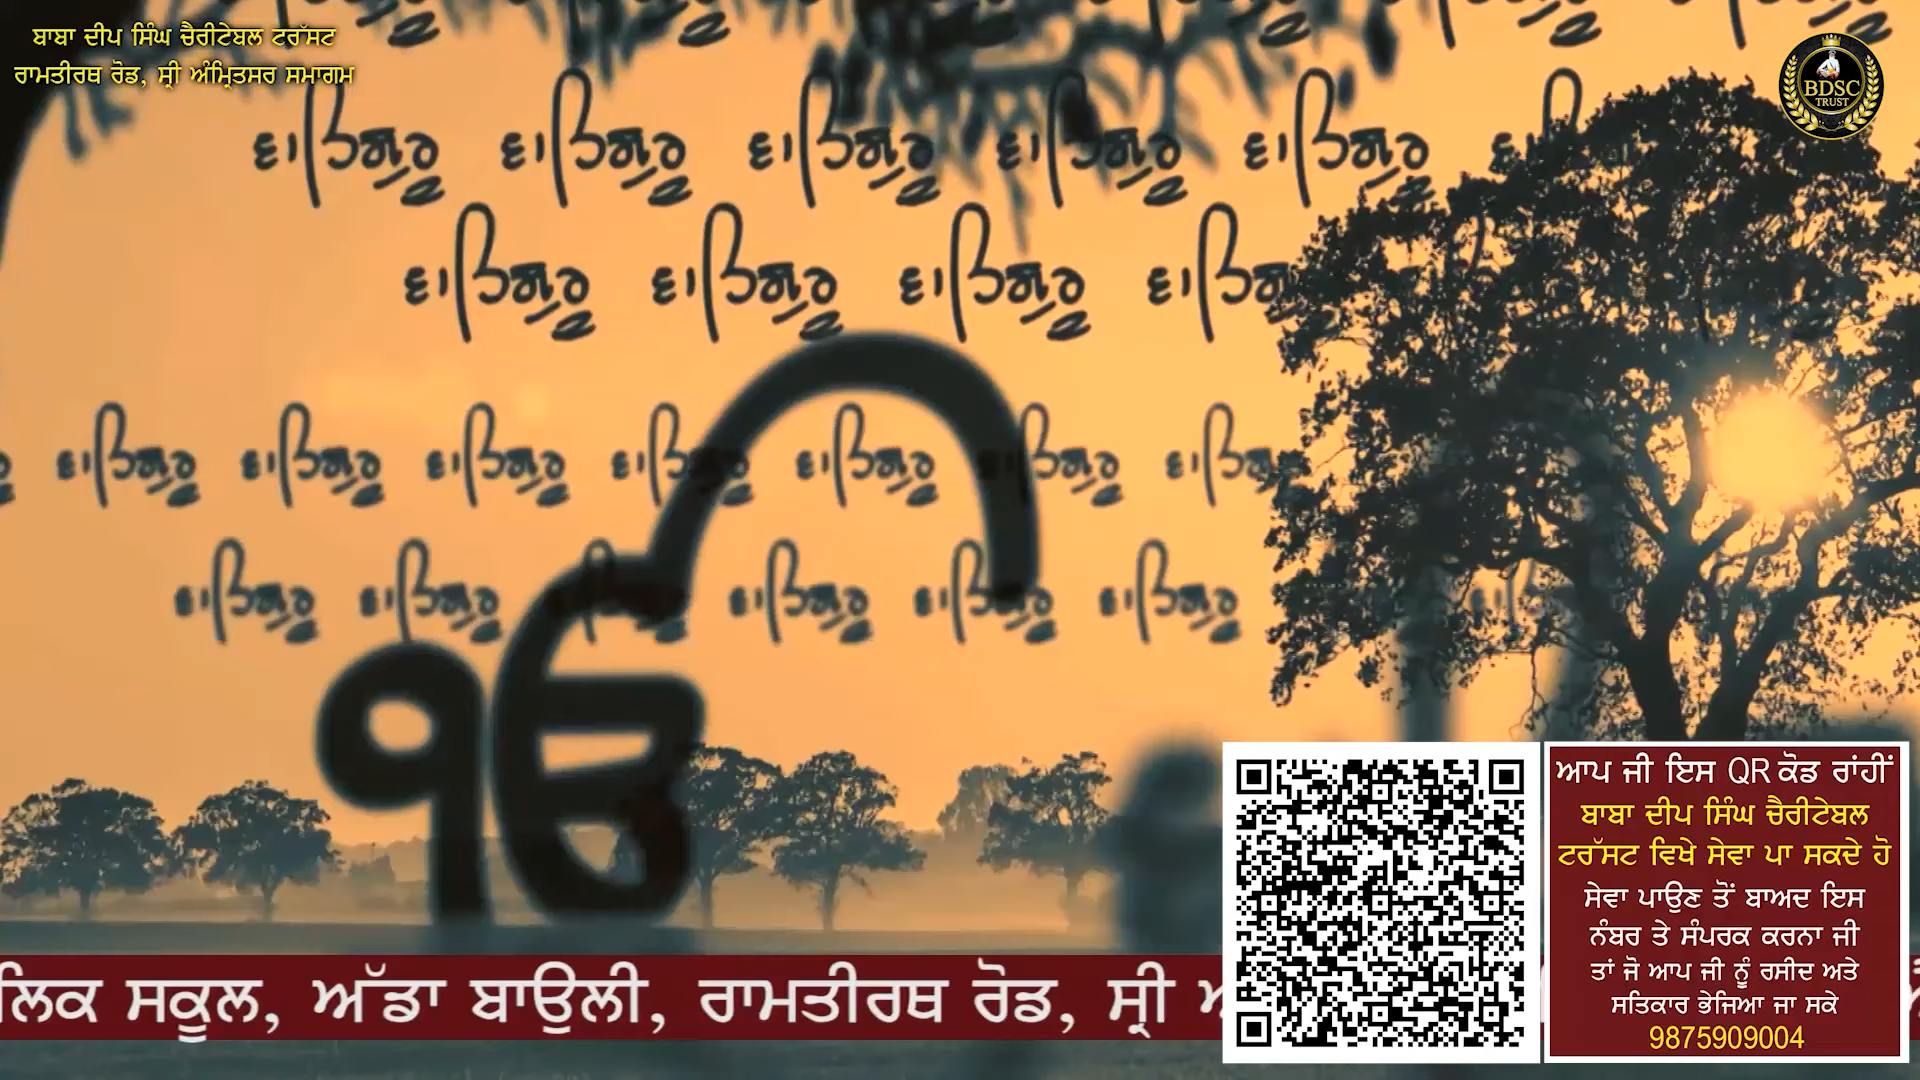 ਬਾਬਾ ਦੀਪ ਸਿੰਘ ਚੈਰੀਟੇਬਲ ਟਰੱਸਟ
ਰਾਮਤੀਰਥ ਰੋਡ, ਸ੍ਰੀ ਅੰਮ੍ਰਿਤਸਰ ਸਮਾਗਮ
BDSC
TRUST
ਵਾਹਿਗੁਰੂ ਵਾਹਿਗੁਰੂ ਵਾਹਿਗੁਰੂ ਵਾਹਿਗੁਰੂ ਵਾਹਿਗੁਰੂ
ਵਾਹਿਗੁਰੂ ਵਾਹਿਗੁਰੂ ਵਾਹਿਗੁਰੂ ਵਾਹਿਗੁਰੂ
ਵਾਹਿਗੁਰੂ ਵਾਹਿਗੁਰੂ ਵਾਹਿਗੁਰੂ ਵਾਹਿਗੁਰੂ ਵਾਹਿਗੁਰੂ ਵਾਹਿਗੁਰੂ ਵਾਹਿਗੁਰੂ
ਵਾਹਿਗੁਰੂ ਵਾਹਿਗੁਰੂ ਵਾਹਿਗੁਰੂ ਵਾਹਿਗੁਰੂ ਵਾਹਿਗੁਰੂ ਵਾਹਿਗੁਰੂ
ੴ
ਆਪ ਜੀ ਇਸ QR ਕੋਡ ਰਾਂਹੀਂ
ਬਾਬਾ ਦੀਪ ਸਿੰਘ ਚੈਰੀਟੇਬਲ
ਟਰੱਸਟ ਵਿਖੇ ਸੇਵਾ ਪਾ ਸਕਦੇ ਹੋ
ਸੇਵਾ ਪਾਉਣ ਤੋਂ ਬਾਅਦ ਇਸ
ਨੰਬਰ ਤੇ ਸੰਪਰਕ ਕਰਨਾ ਜੀ
ਤਾਂ ਜੋ ਆਪ ਜੀ ਨੂੰ ਰਸੀਦ ਅਤੇ
ਸਤਿਕਾਰ ਭੇਜਿਆ ਜਾ ਸਕੇ
9875909004
ਲਿਕ ਸਕੂਲ, ਅੱਡਾ ਬਾਉਲੀ, ਰਾਮਤੀਰਥ ਰੋਡ, ਸ੍ਰੀ